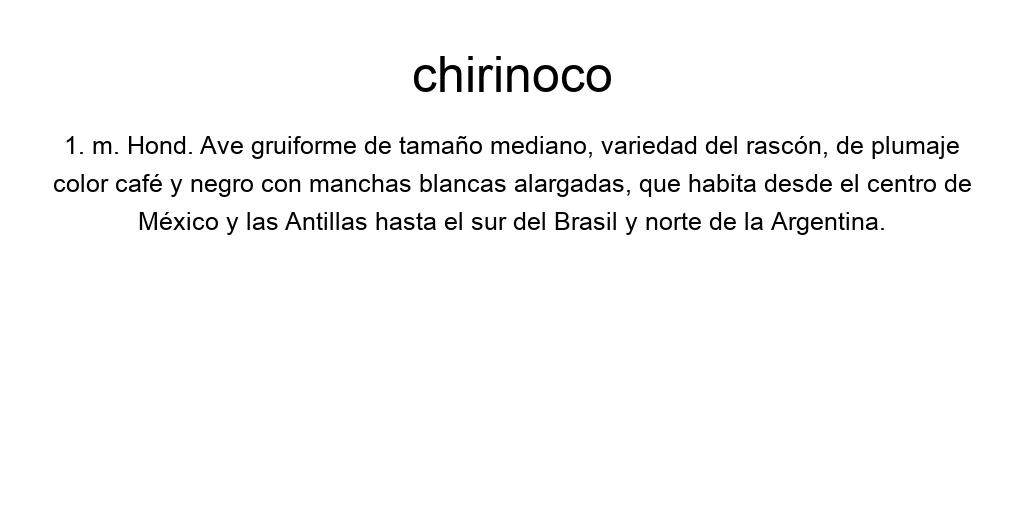 chirinoco
1. m. Hond. Ave gruiforme de tamaño mediano, variedad del rascón, de plumaje
color café y negro con manchas blancas alargadas, que habita desde el centro de
México y las Antillas hasta el sur del Brasil y norte de la Argentina.